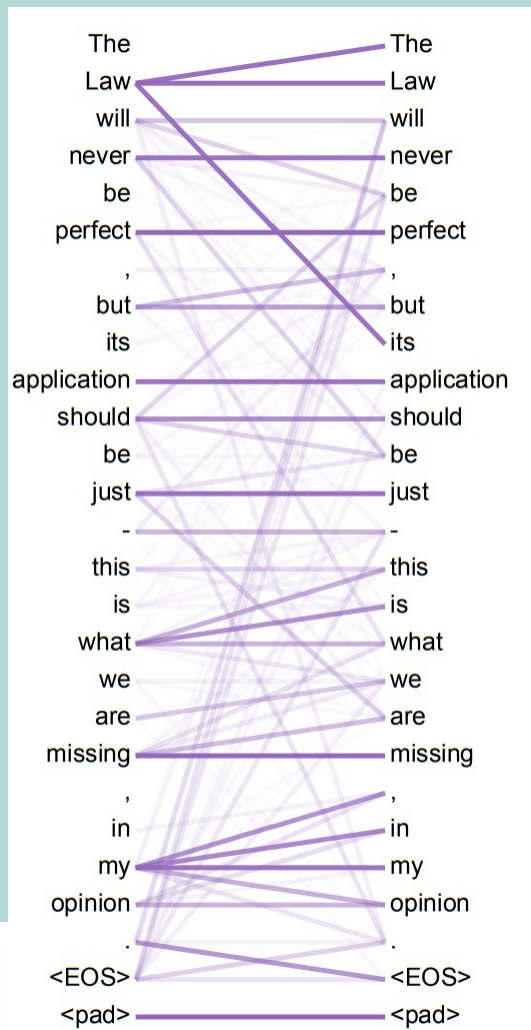 The The
Law Law
will will
never never
be be
perfect perfect
, ,
but but
its its
application application
should should
be be
just just
- -
this this
is is
what what
we we
are are
missing missing
, ,
in in
my my
opinion opinion
. .
<EOS> <EOS>
<pad> <pad>